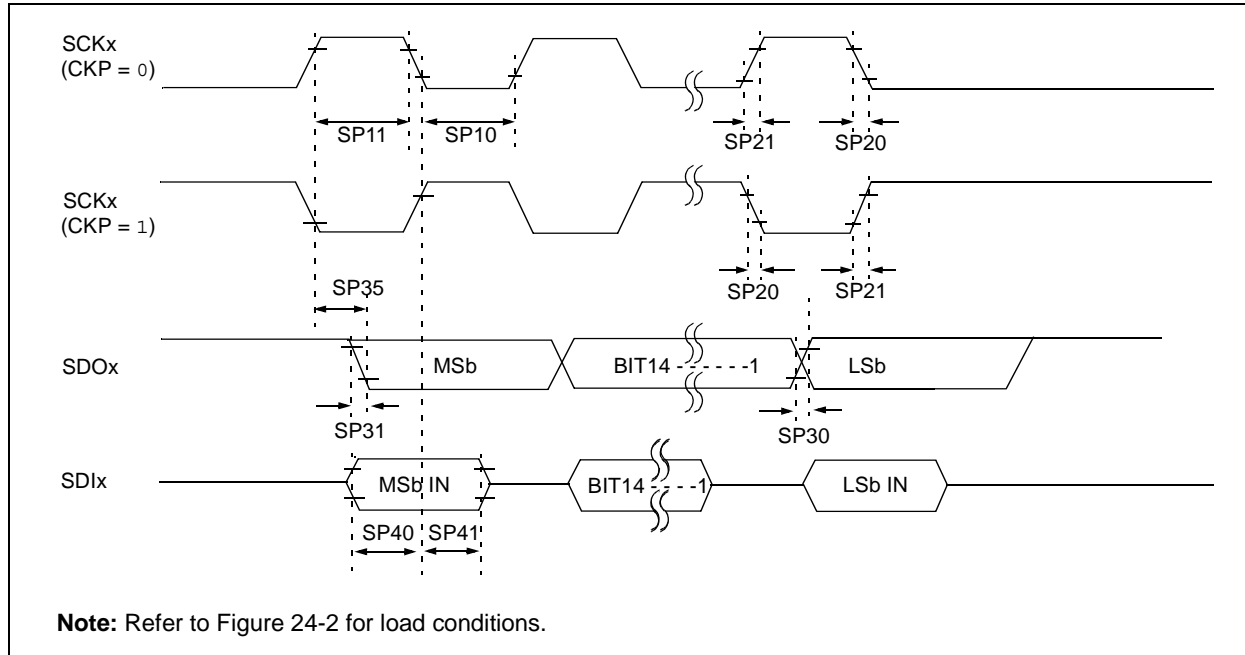 SCKx
(CKP = 0)
SP11
SP10
SP21
SP20
SCKx
(CKP = 1)
SP35
SP20
SP21
SDOx
MSb
BIT14 - - - - - -1
LSb
SP31
SP30
SDIx
MSb IN
BIT14 - - - -1
LSb IN
SP40
SP41
Note: Refer to Figure 24-2 for load conditions.